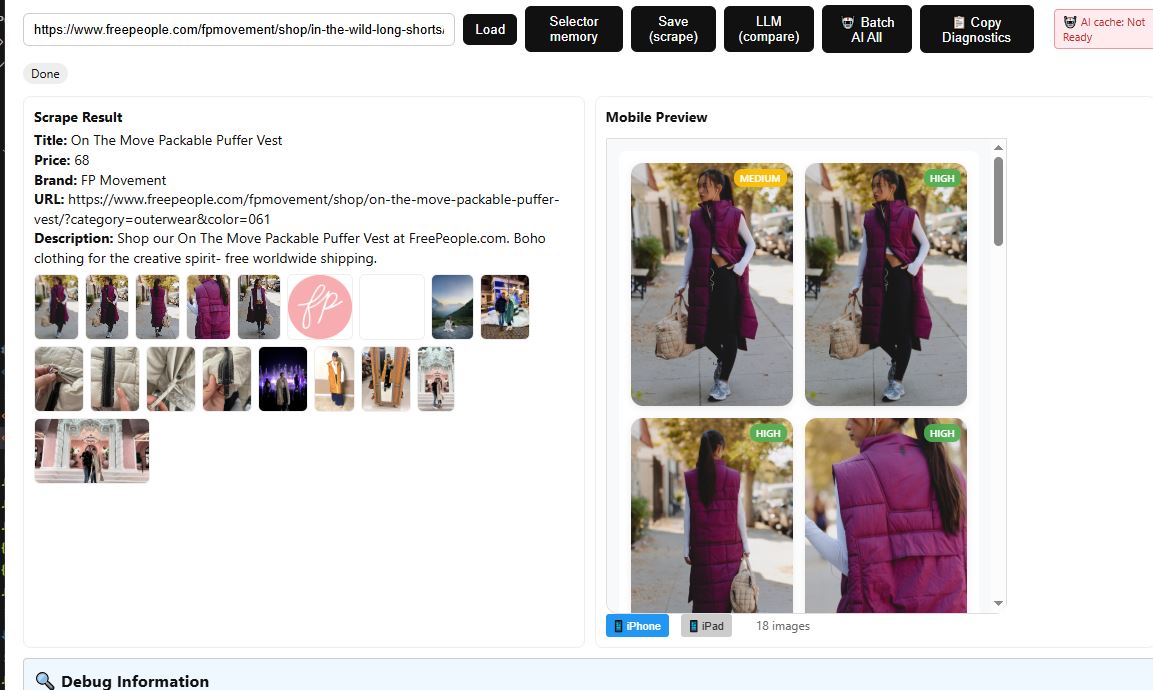 https://www.freepeople.com/fpmovement/shop/in-the-wild-long-shorts/
Load
Selector
memory
Save
(scrape)
LLM
(compare)
Batch
AI All
Copy
Diagnostics
AI cache: Not
Ready
Done
Scrape Result
Title: On The Move Packable Puffer Vest
Price: 68
Brand: FP Movement
URL: https://www.freepeople.com/fpmovement/shop/on-the-move-packable-puffer-
vest/?category=outerwear&color=061
Description: Shop our On The Move Packable Puffer Vest at FreePeople.com. Boho
clothing for the creative spirit- free worldwide shipping.
fp
Mobile Preview
MEDIUM
HIGH
HIGH
HIGH
iPhone
iPad
18 images
Debug Information